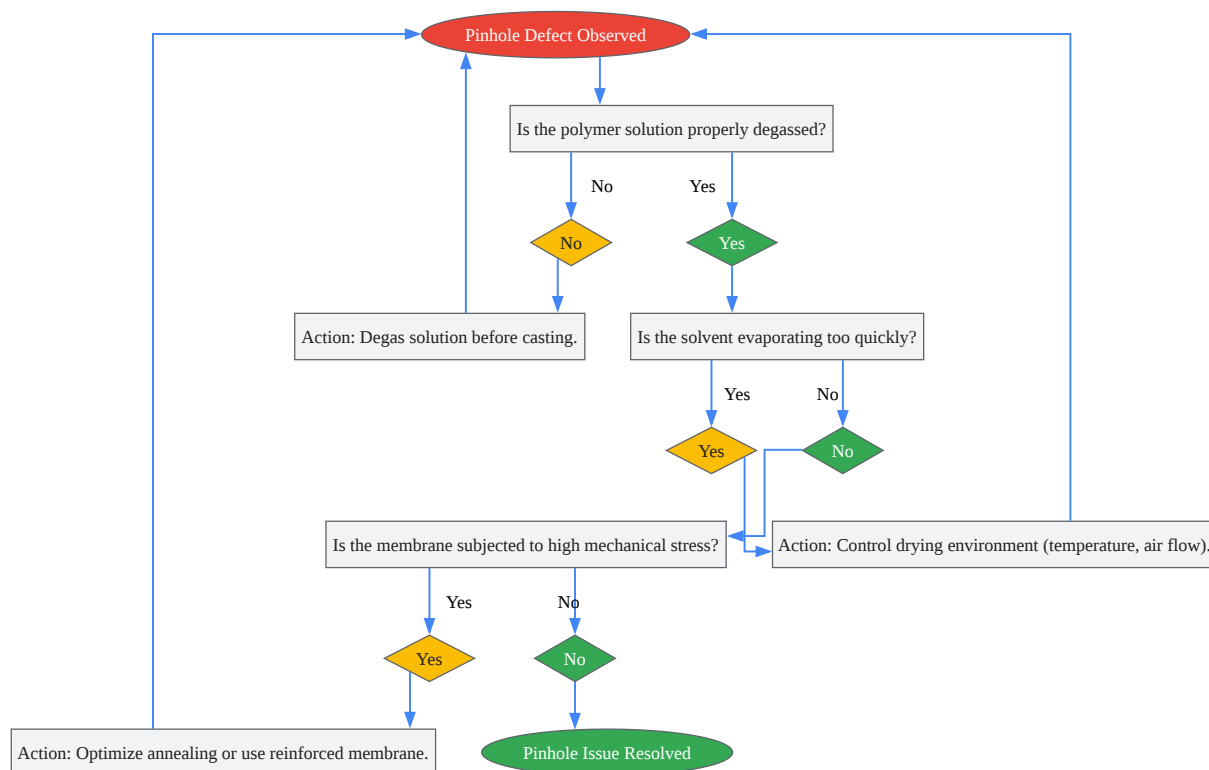 Pinhole Defect Observed
Is the polymer solution properly degassed?
No
Yes
No
Yes
Action: Degas solution before casting.
Is the solvent evaporating too quickly?
Yes
No
Yes
No
Is the membrane subjected to high mechanical stress?
Action: Control drying environment (temperature, air flow).
Yes
No
Yes
No
Action: Optimize annealing or use reinforced membrane.
Pinhole Issue Resolved